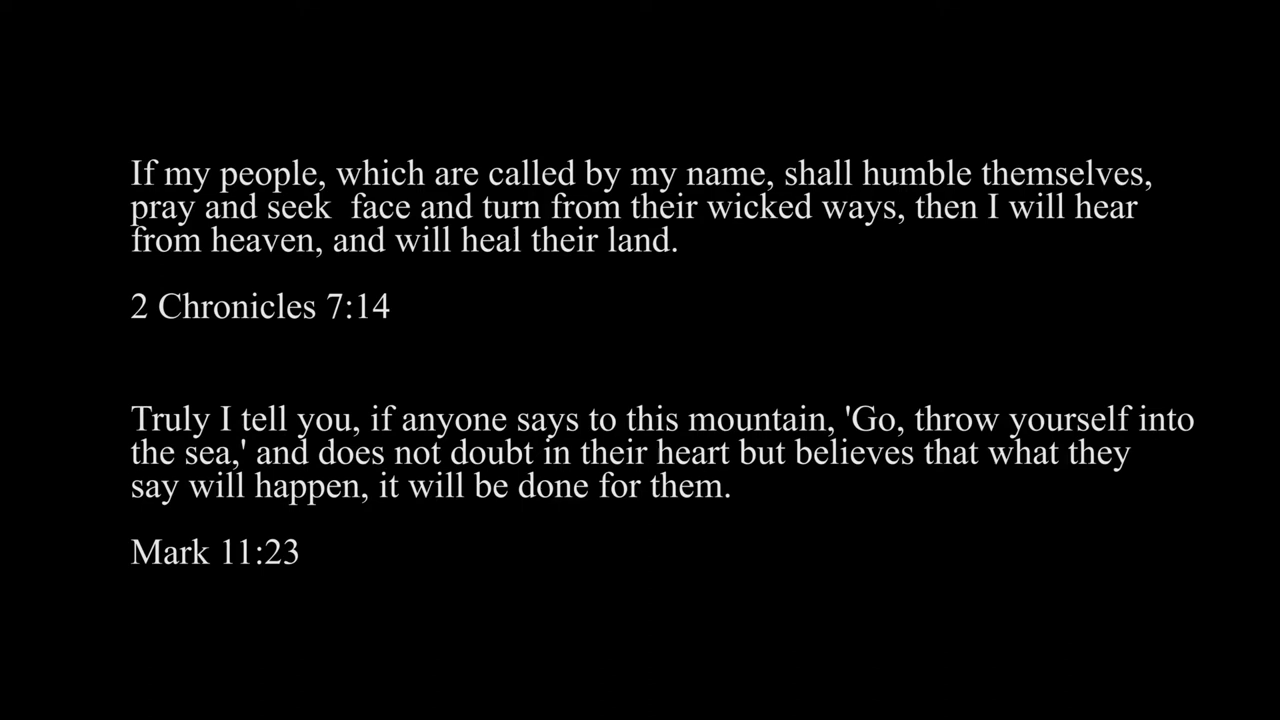 If my people, which are called by my name, shall humble themselves,
pray and seek  face and turn from their wicked ways, then I will hear
from heaven, and will heal their land.
2 Chronicles 7:14
Truly I tell you, if anyone says to this mountain, 'Go, throw yourself into
the sea,' and does not doubt in their heart but believes that what they
say will happen, it will be done for them.
Mark 11:23